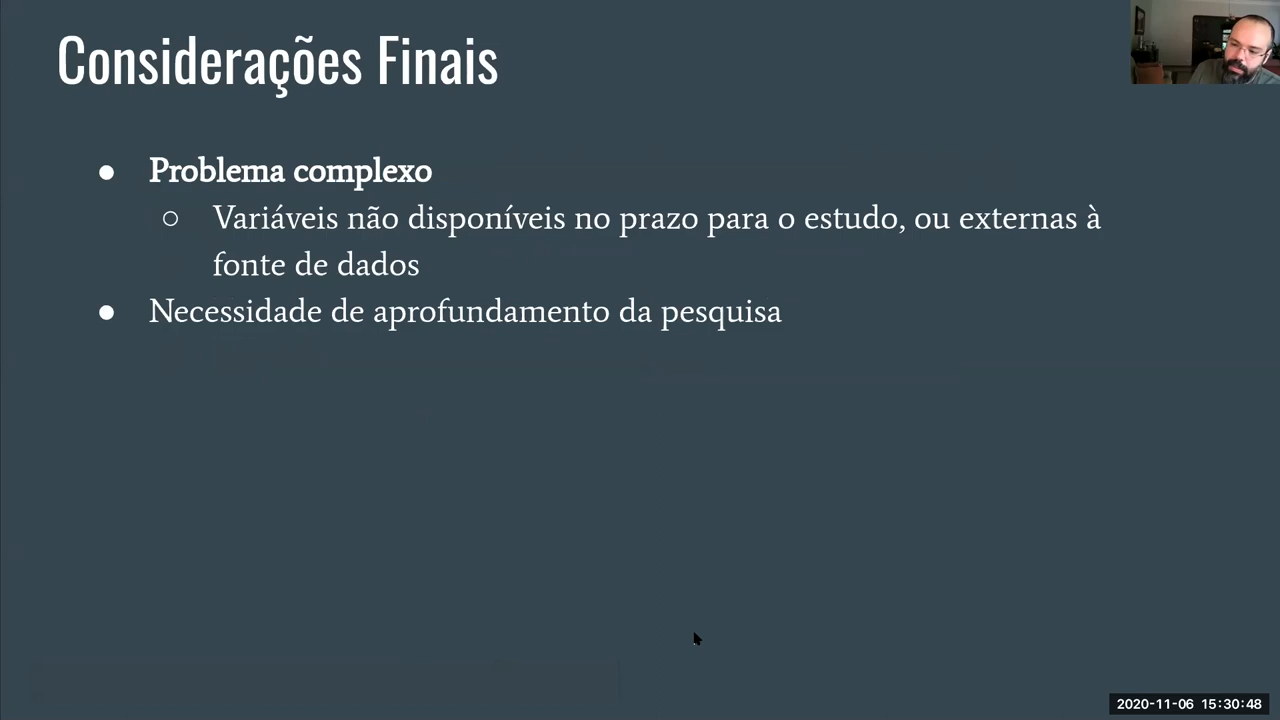 Considerações Finais
● Problema complexo
○ Variáveis não disponíveis no prazo para o estudo, ou externas à
fonte de dados
● Necessidade de aprofundamento da pesquisa
2020-11-06 15:30:48